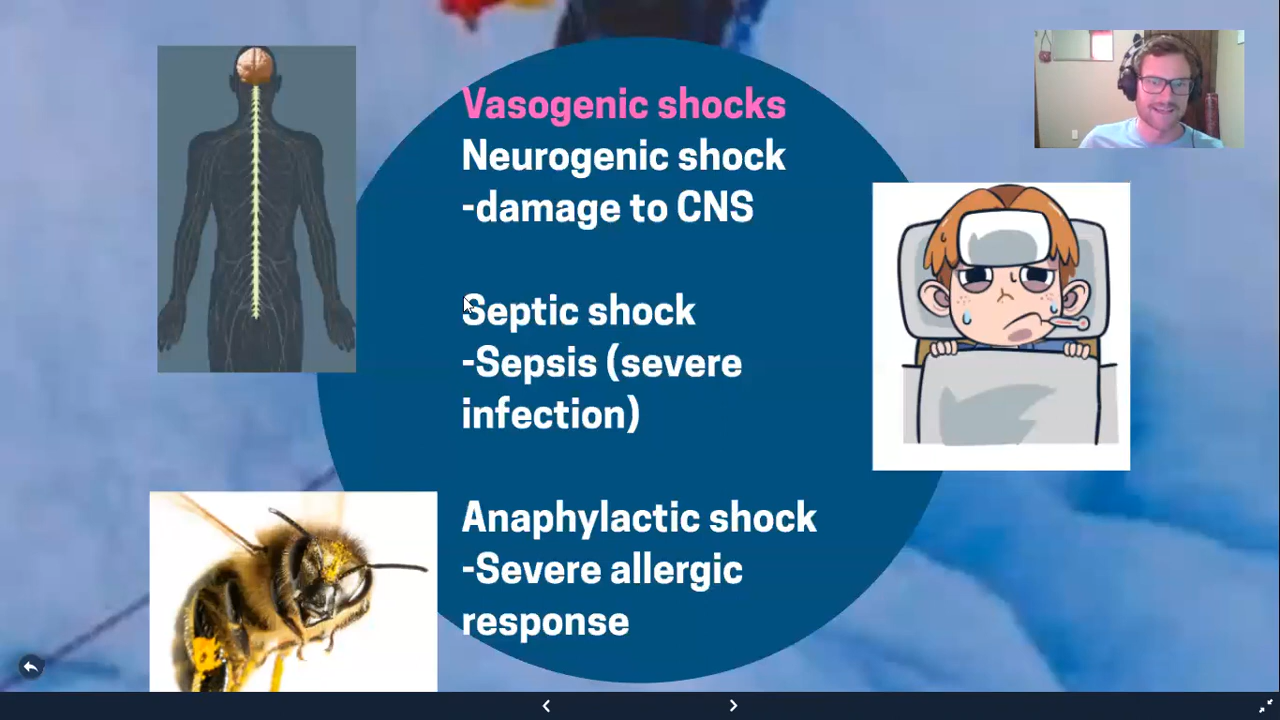 Vasogenic shocks
Neurogenic shock
-damage to CNS
Septic shock
-Sepsis (severe
infection)
Anaphylactic shock
-Severe allergic
response